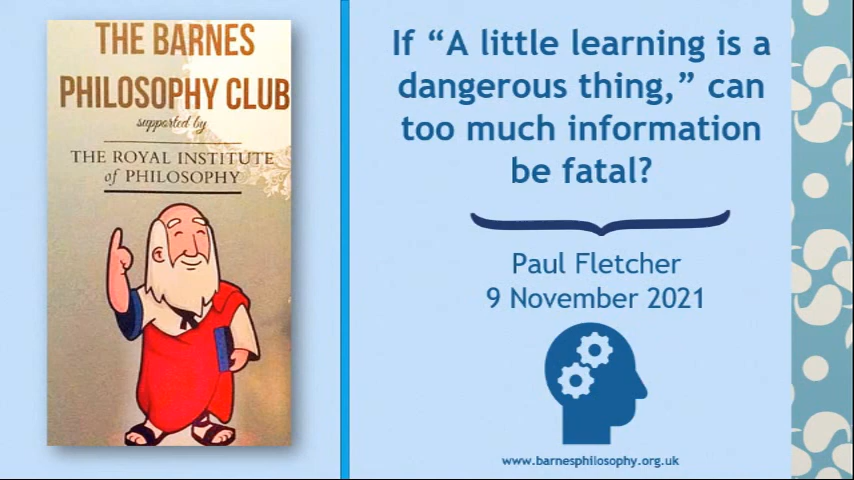 THE BARNES
PHILOSOPHY CLUB
supported by
THE ROYAL INSTITUTE
of PHILOSOPHY
If “A little learning is a
dangerous thing,” can
too much information
be fatal?
Paul Fletcher
9 November 2021
www.barnesphilosophy.org.uk